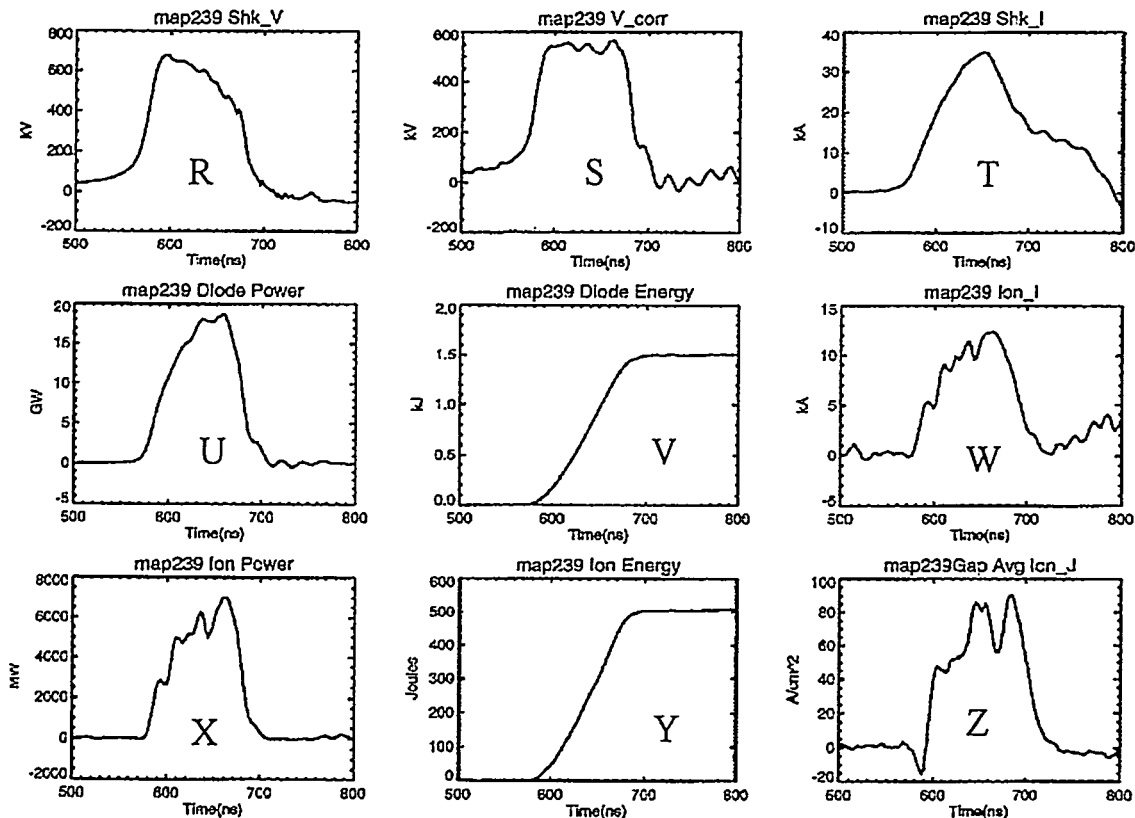 map239 Shk_V
map239 V_corr
map239 Shk_I
800
600
400
200
0
-200
kV
R
500
600
700
800
Time(ns)
600
400
200
0
-200
kV
S
500
600
700
800
Time(ns)
40
30
20
10
0
-10
kA
T
500
600
700
800
Time(ns)
map239 Diode Power
map239 Diode Energy
map239 Ion_I
20
15
10
5
0
-5
GW
U
500
600
700
800
Time(ns)
2.0
1.5
1.0
0.5
0.0
kJ
V
500
600
700
800
Time(ns)
15
10
5
0
-5
kA
W
500
600
700
800
Time(ns)
map239 Ion Power
map239 Ion Energy
map239Gap Avg Ion_J
8000
6000
4000
2000
0
-2000
MW
X
500
600
700
800
Time(ns)
600
500
400
300
200
100
0
Joules
Y
500
600
700
800
Time(ns)
100
80
60
40
20
0
-20
A/cm^2
Z
500
600
700
800
Time(ns)